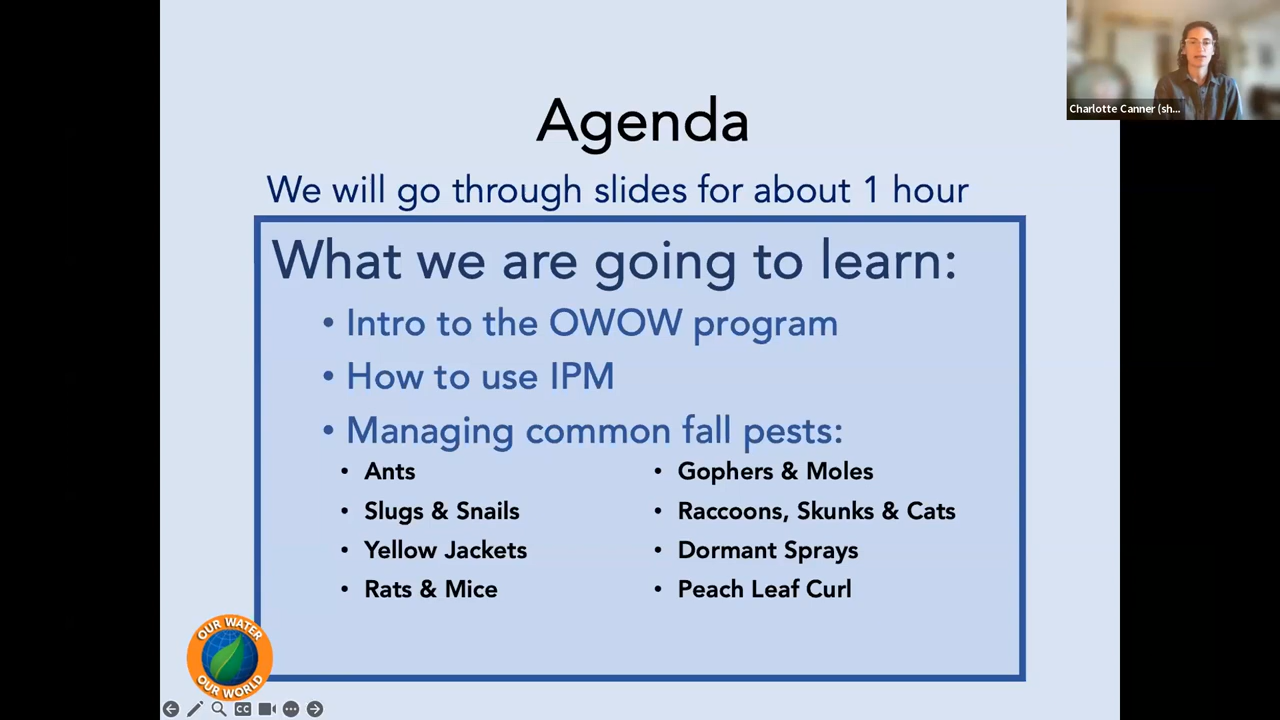 Agenda
We will go through slides for about 1 hour
What we are going to learn:
• Intro to the OWOW program
• How to use IPM
• Managing common fall pests:
• Ants
• Slugs & Snails
• Yellow Jackets
• Rats & Mice
• Gophers & Moles
• Raccoons, Skunks & Cats
• Dormant Sprays
• Peach Leaf Curl
OUR WATER
OUR WORLD
CC
Charlotte Canner (sh...